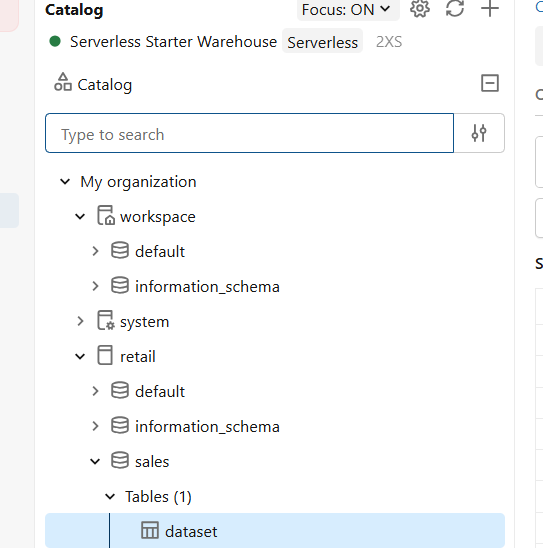 Catalog Focus: ON
Serverless Starter Warehouse Serverless 2XS
Catalog
Type to search
My organization
workspace
default
information_schema
system
retail
default
information_schema
sales
Tables (1)
dataset